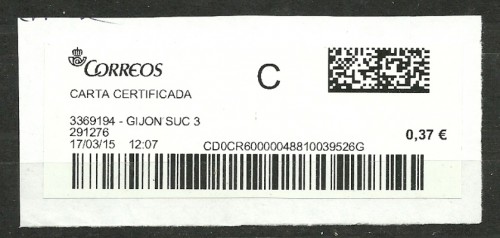 CORREOS
C
CARTA CERTIFICADA
3369194 - GIJON SUC 3
291276
0,37 €
17/03/15 12:07 CD0CR60000048810039526G